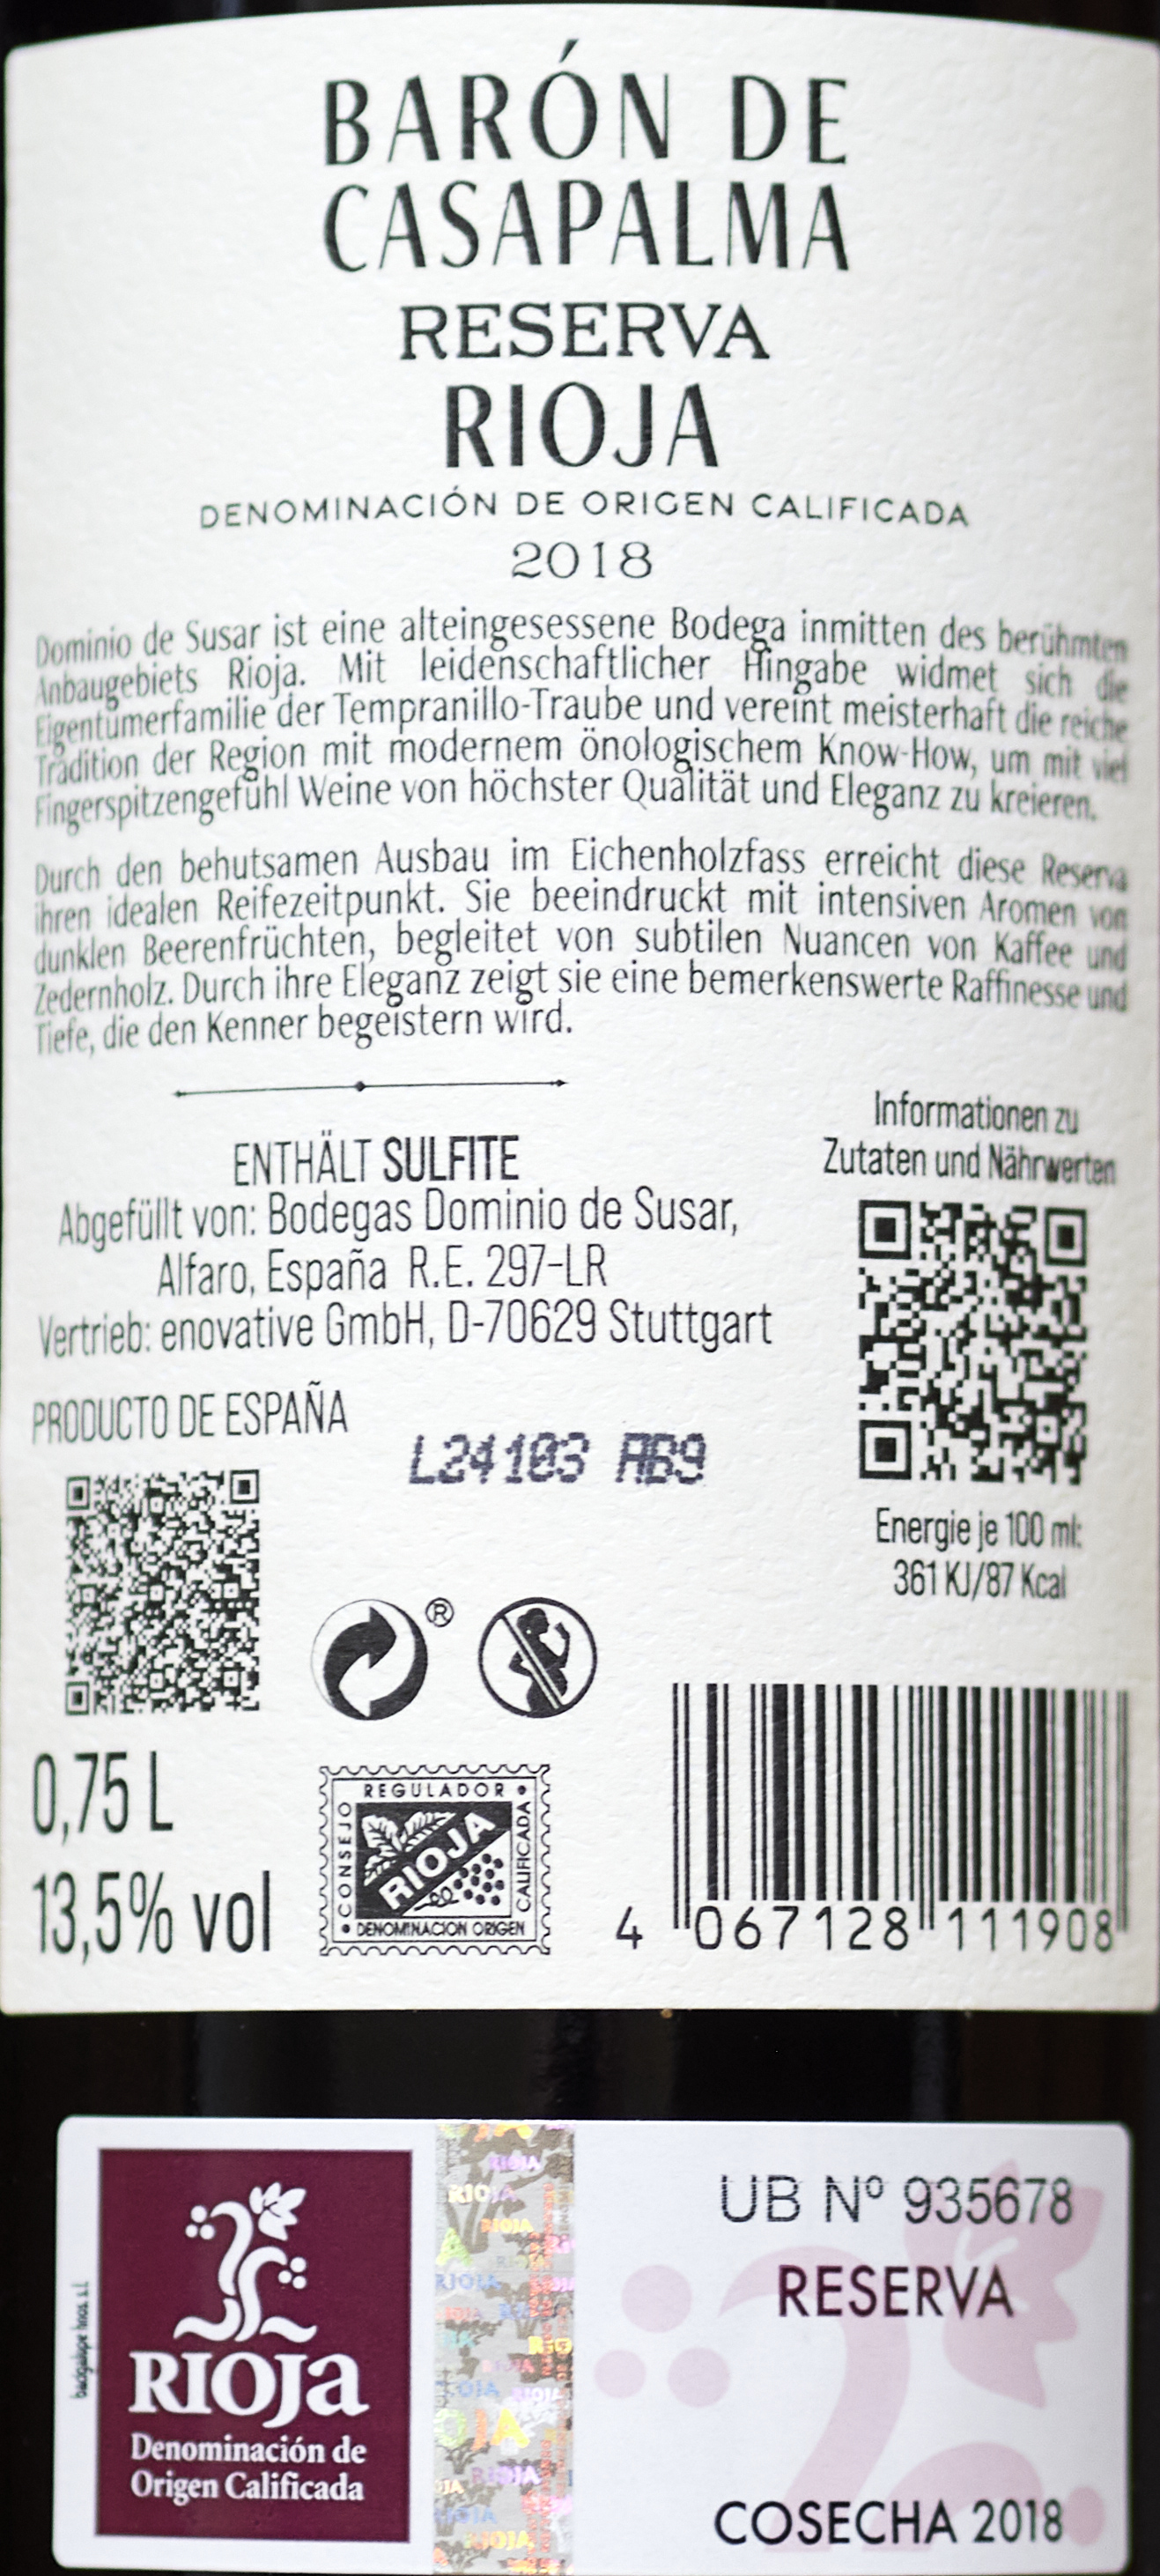 BARÓN DE
CASAPALMA
RESERVA
RIOJA
DENOMINACIÓN DE ORIGEN CALIFICADA
2018
Dominio de Susar ist eine alteingesessene Bodega inmitten des berühmten
Anbaugebiets Rioja. Mit leidenschaftlicher Hingabe widmet sich die
Eigentümerfamilie der Tempranillo-Traube und vereint meisterhaft die reiche
Tradition der Region mit modernem önologischem Know-How, um mit viel
Fingerspitzengefühl Weine von höchster Qualität und Eleganz zu kreieren.
Durch den behutsamen Ausbau im Eichenholzfass erreicht diese Reserva
ihren idealen Reifezeitpunkt. Sie beeindruckt mit intensiven Aromen von
dunklen Beerenfrüchten, begleitet von subtilen Nuancen von Kaffee und
Zedernholz. Durch ihre Eleganz zeigt sie eine bemerkenswerte Raffinesse und
Tiefe, die den Kenner begeistern wird.
Informationen zu
Zutaten und Nährwerten
ENTHÄLT SULFITE
Abgefüllt von: Bodegas Dominio de Susar,
Alfaro, España R.E. 297-LR
Vertrieb: enovative GmbH, D-70629 Stuttgart
PRODUCTO DE ESPAÑA
L24103 AB9
Energie je 100 ml:
361 KJ/87 Kcal
®
0,75 L
13,5% vol
REGULADOR
CONSEJO
RIOJA
CALIFICADA
DENOMINACION ORIGEN
4 067128 111908
UB Nº 935678
RESERVA
COSECHA 2018
RIOJA
Denominación de
Origen Calificada